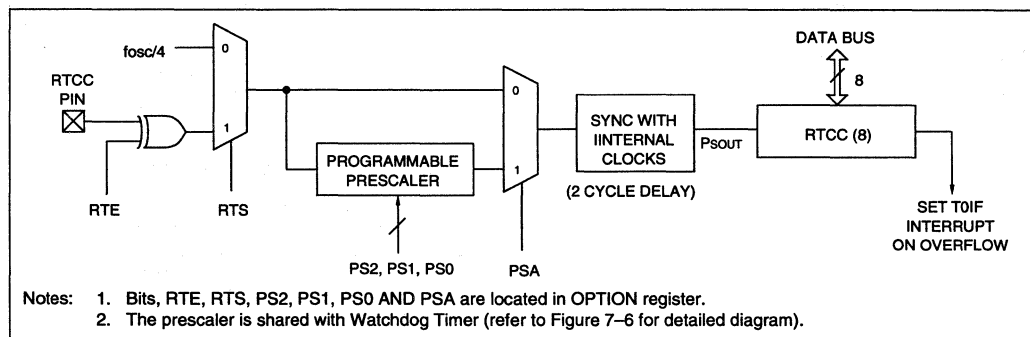 fosc/4
0
RTCC
PIN
1
RTE
RTS
PROGRAMMABLE
PRESCALER
PS2, PS1, PS0
0
1
PSA
SYNC WITH
IINTERNAL
CLOCKS
(2 CYCLE DELAY)
PSOUT
DATA BUS
8
RTCC (8)
SET T0IF
INTERRUPT
ON OVERFLOW
Notes: 1. Bits, RTE, RTS, PS2, PS1, PS0 AND PSA are located in OPTION register.
2. The prescaler is shared with Watchdog Timer (refer to Figure 7–6 for detailed diagram).